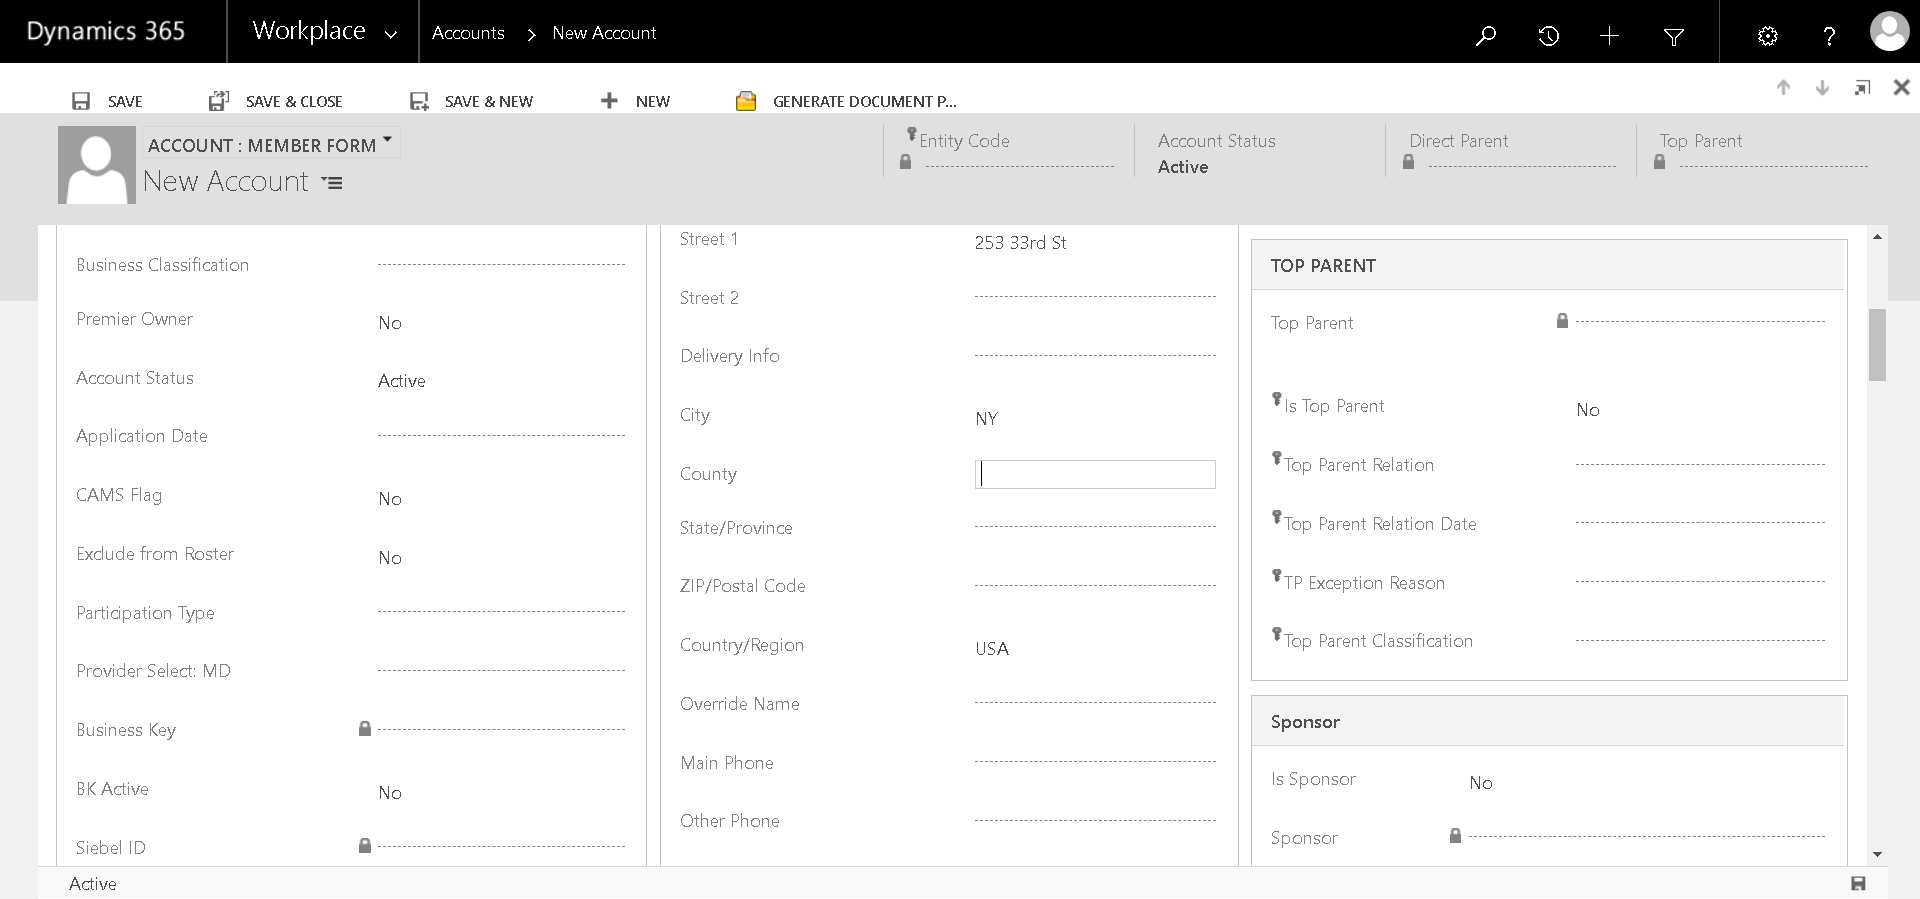 Dynamics 365
Workplace
Accounts > New Account
?
SAVE
SAVE & CLOSE
SAVE & NEW
NEW
GENERATE DOCUMENT P...
ACCOUNT : MEMBER FORM
New Account
Entity Code
Account Status
Active
Direct Parent
Top Parent
Business Classification
Premier Owner No
Account Status Active
Application Date
CAMS Flag No
Exclude from Roster No
Participation Type
Provider Select: MD
Business Key
BK Active No
Siebel ID
Street 1 253 33rd St
Street 2
Delivery Info
City NY
County
State/Province
ZIP/Postal Code
Country/Region USA
Override Name
Main Phone
Other Phone
TOP PARENT
Top Parent
Is Top Parent No
Top Parent Relation
Top Parent Relation Date
TP Exception Reason
Top Parent Classification
Sponsor
Is Sponsor No
Sponsor
Active